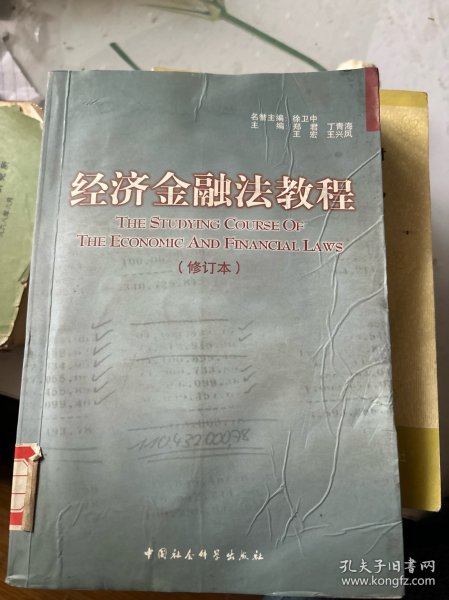 名誉主编 徐卫中
主 编 郑 君 丁青海
王 宏 王兴凤
经济金融法教程
THE STUDYING COURSE OF
THE ECONOMIC AND FINANCIAL LAWS
（修订本）
中国社会科学出版社
孔夫子旧书网
www.kongfz.com